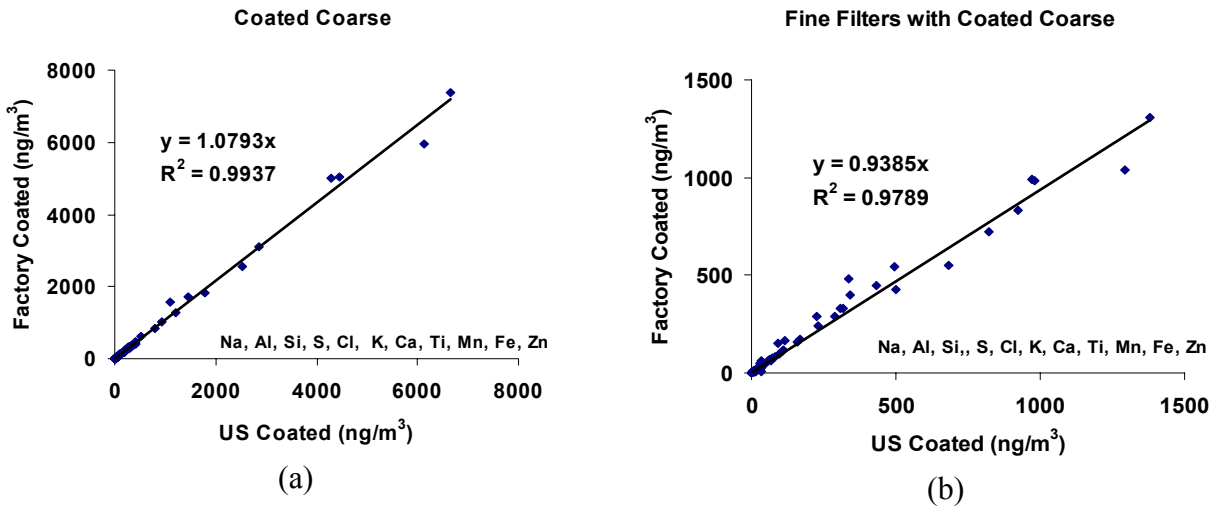 Coated Coarse
8000
6000
4000
2000
0
Factory Coated (ng/m³)
y = 1.0793x
R² = 0.9937
Na, Al, Si, S, Cl, K, Ca, Ti, Mn, Fe, Zn
0 2000 4000 6000 8000
US Coated (ng/m³)
(a)
Fine Filters with Coated Coarse
1500
1000
500
0
Factory Coated (ng/m³)
y = 0.9385x
R² = 0.9789
Na, Al, Si,, S, Cl, K, Ca, Ti, Mn, Fe, Zn
0 500 1000 1500
US Coated (ng/m³)
(b)